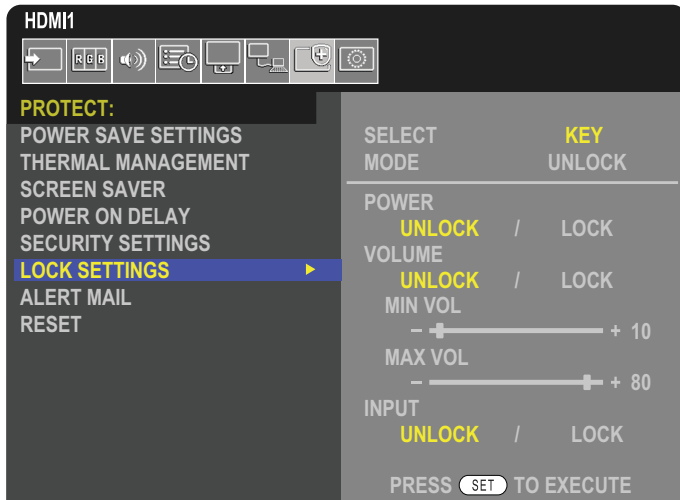 HDMI1
RGB
PROTECT:
POWER SAVE SETTINGS
THERMAL MANAGEMENT
SCREEN SAVER
POWER ON DELAY
SECURITY SETTINGS
LOCK SETTINGS
ALERT MAIL
RESET
SELECT KEY
MODE UNLOCK
POWER
UNLOCK / LOCK
VOLUME
UNLOCK / LOCK
MIN VOL
- + 10
MAX VOL
- + 80
INPUT
UNLOCK / LOCK
PRESS SET TO EXECUTE